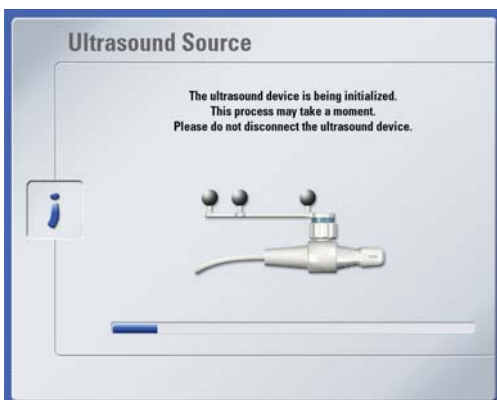 Ultrasound Source
The ultrasound device is being initialized.
This process may take a moment.
Please do not disconnect the ultrasound device.